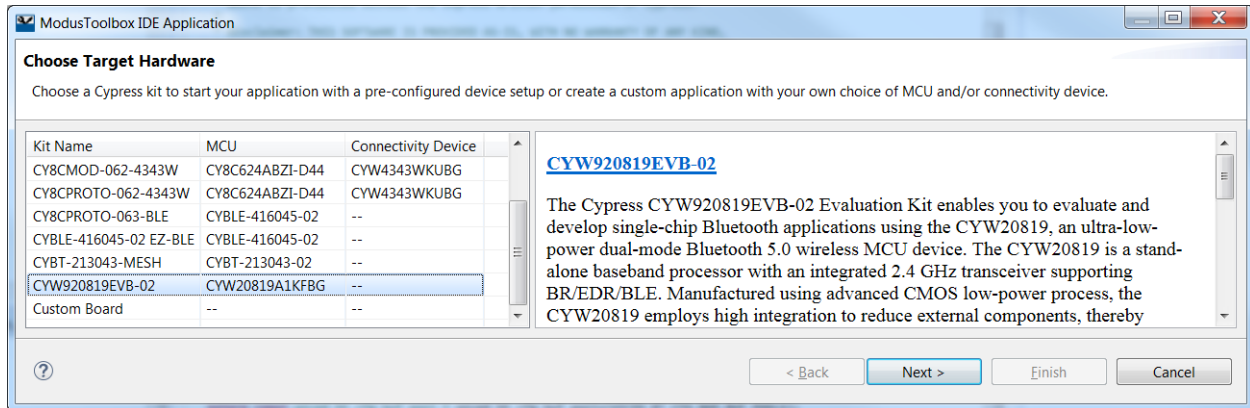 ModusToolbox IDE Application
Choose Target Hardware
Choose a Cypress kit to start your application with a pre-configured device setup or create a custom application with your own choice of MCU and/or connectivity device.
Kit Name MCU Connectivity Device
CY8CMOD-062-4343W CY8C624ABZI-D44 CYW4343WKUBG
CY8CPROTO-062-4343W CY8C624ABZI-D44 CYW4343WKUBG
CY8CPROTO-063-BLE CYBLE-416045-02 --
CYBLE-416045-02 EZ-BLE CYBLE-416045-02 --
CYBT-213043-MESH CYBT-213043-02 --
CYW920819EVB-02 CYW20819A1KFBG --
Custom Board -- --
CYW920819EVB-02
The Cypress CYW920819EVB-02 Evaluation Kit enables you to evaluate and
develop single-chip Bluetooth applications using the CYW20819, an ultra-low-
power dual-mode Bluetooth 5.0 wireless MCU device. The CYW20819 is a stand-
alone baseband processor with an integrated 2.4 GHz transceiver supporting
BR/EDR/BLE. Manufactured using advanced CMOS low-power process, the
CYW20819 employs high integration to reduce external components, thereby
?
< Back Next > Finish Cancel